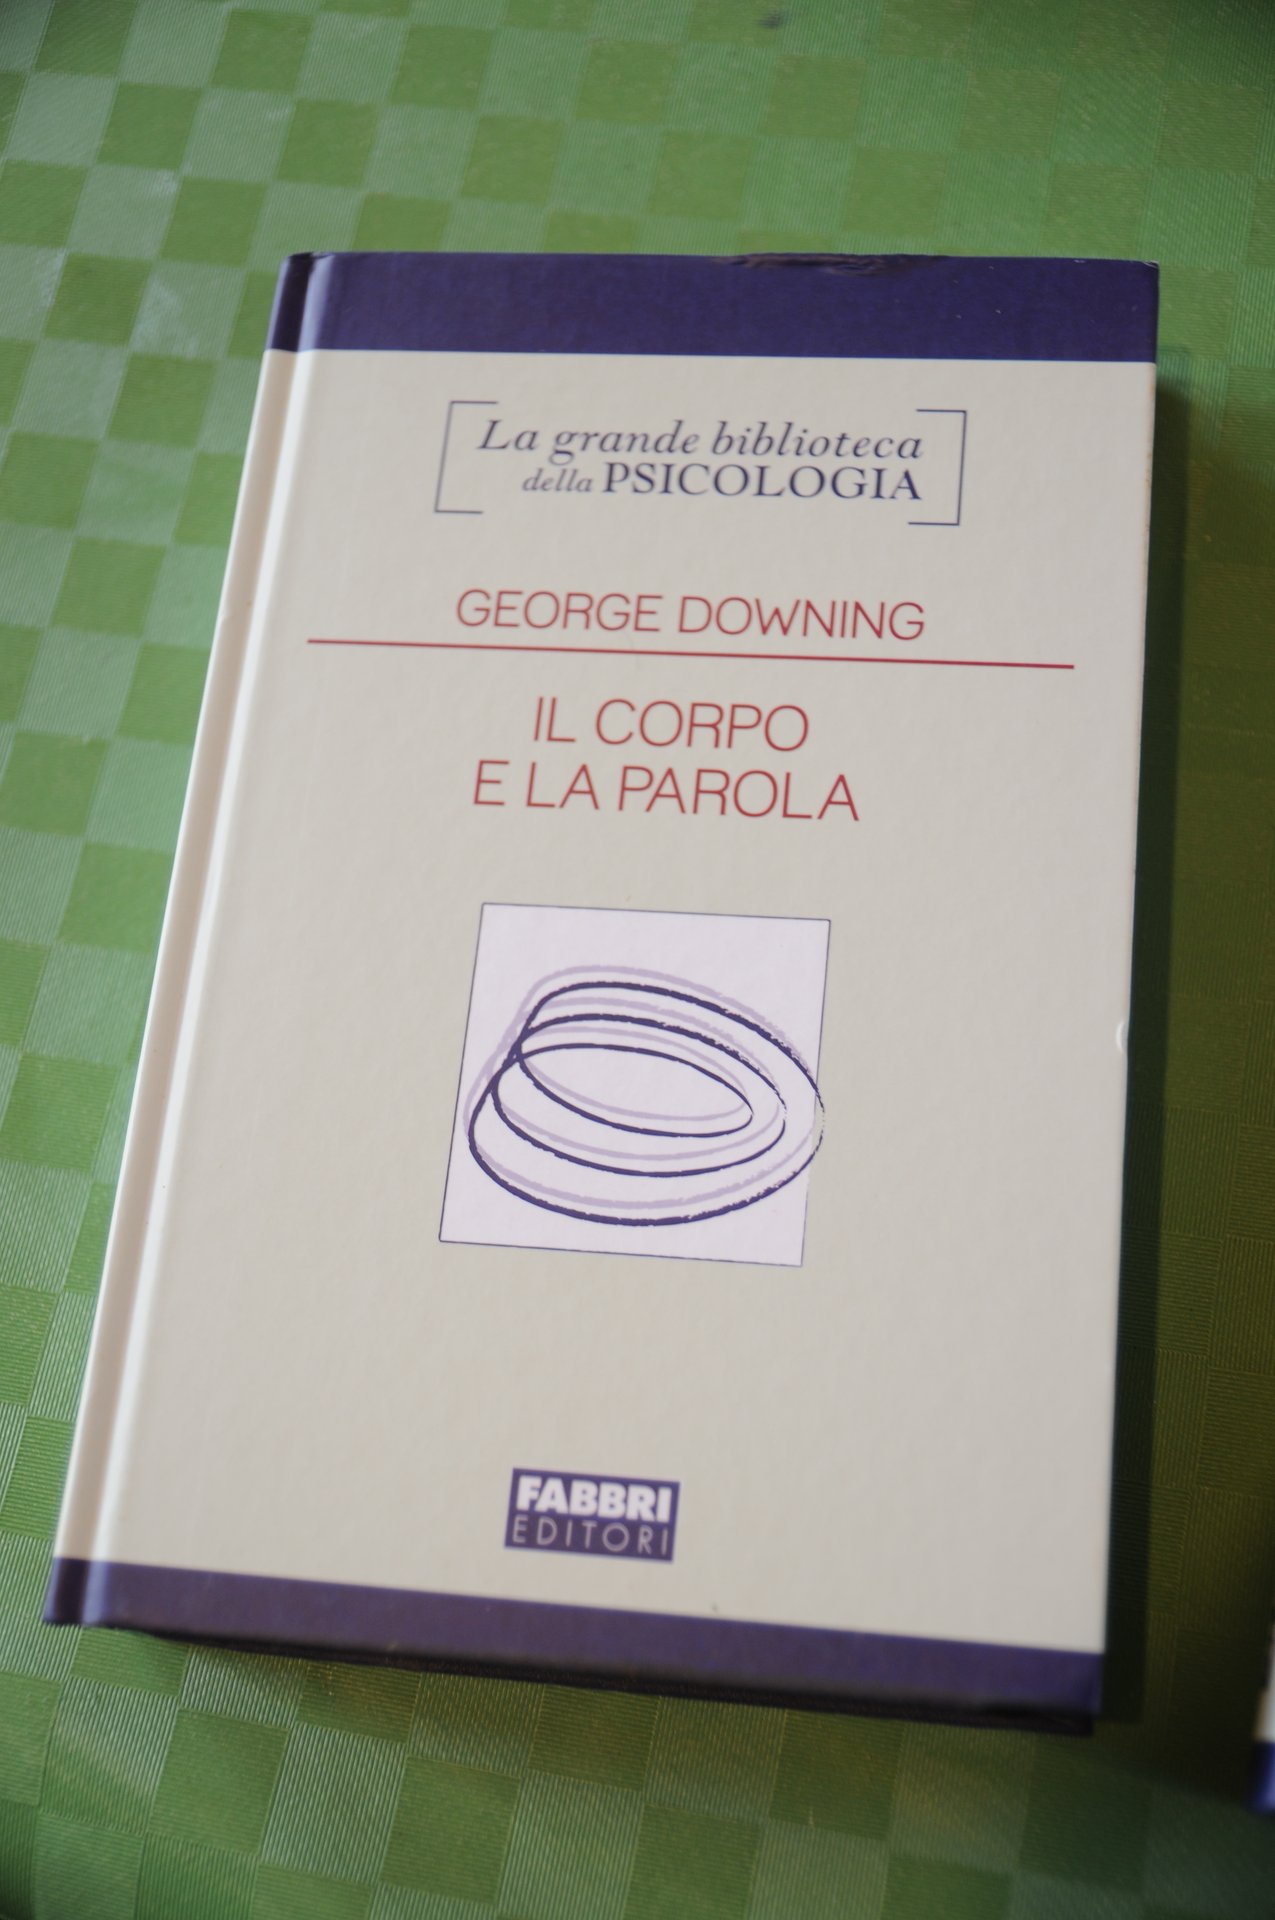 La grande biblioteca
della PSICOLOGIA
GEORGE DOWNING
IL CORPO
E LA PAROLA
FABBRI
EDITORI